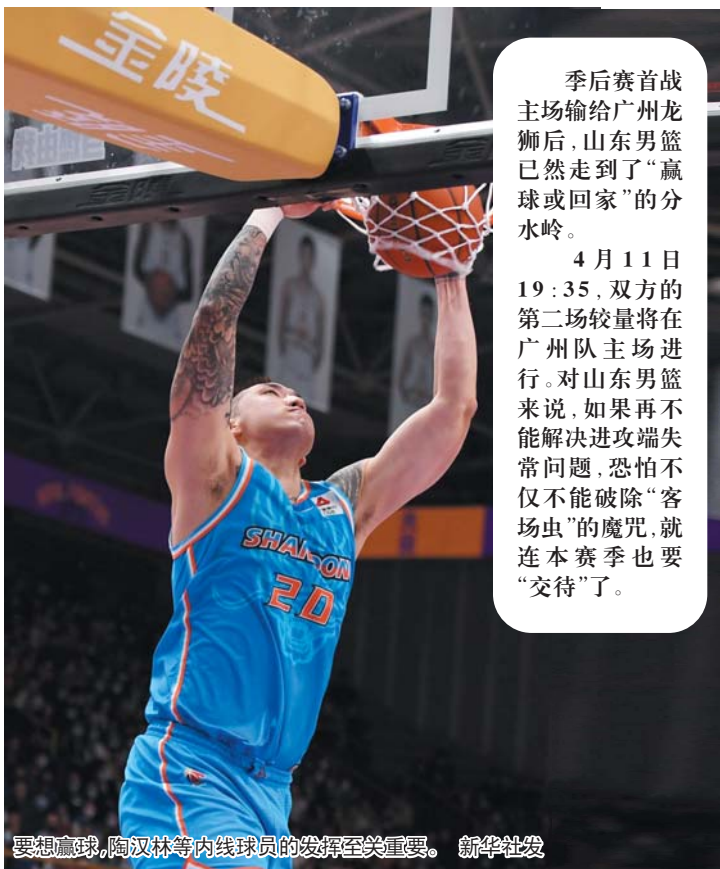 金陵
季后赛首战
主场输给广州龙
狮后,山东男篮
已然走到了“赢
球或回家”的分
水岭。
4月11日
19:35,双方的
第二场较量将在
广州队主场进
行。对山东男篮
来说,如果再不
能解决进攻端失
常问题,恐怕不
仅不能破除“客
场虫”的魔咒,就
连本赛季也要
“交待”了。
20
要想赢球,陶汉林等内线球员的发挥至关重要。 新华社发